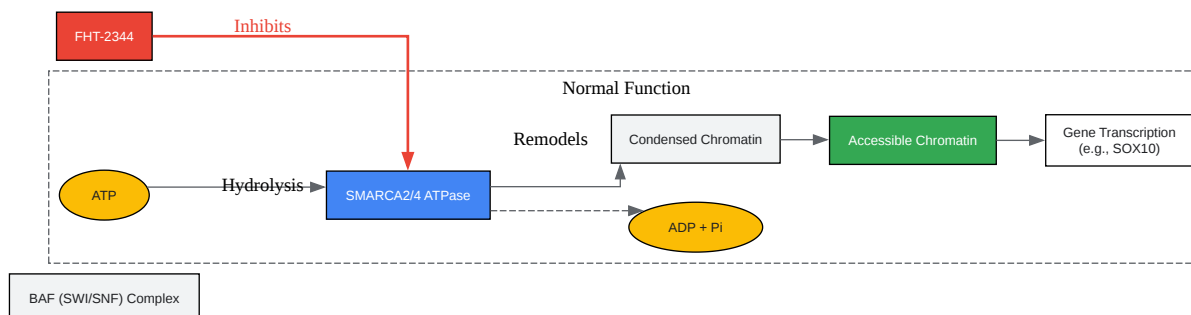 FHT-2344
Inhibits
Normal Function
Remodels
Condensed Chromatin
Accessible Chromatin
Gene Transcription
(e.g., SOX10)
ATP
Hydrolysis
SMARCA2/4 ATPase
ADP + Pi
BAF (SWI/SNF) Complex